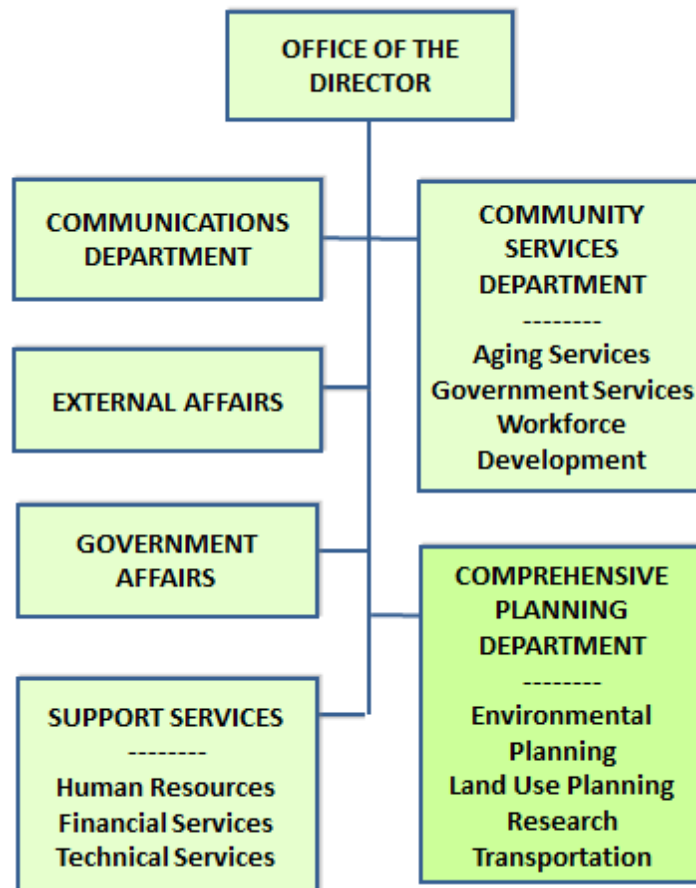 OFFICE OF THE
DIRECTOR
COMMUNICATIONS
DEPARTMENT
COMMUNITY
SERVICES
DEPARTMENT
--------
Aging Services
Government Services
Workforce
Development
EXTERNAL AFFAIRS
GOVERNMENT
AFFAIRS
COMPREHENSIVE
PLANNING
DEPARTMENT
--------
Environmental
Planning
Land Use Planning
Research
Transportation
SUPPORT SERVICES
--------
Human Resources
Financial Services
Technical Services